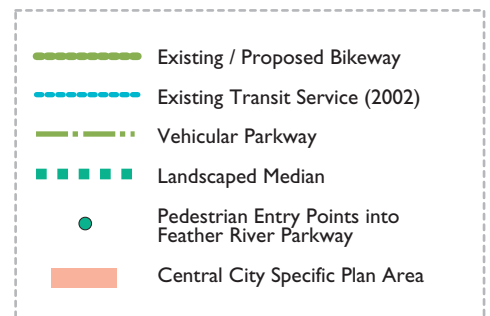 Existing / Proposed Bikeway
Existing Transit Service (2002)
Vehicular Parkway
Landscaped Median
Pedestrian Entry Points into
Feather River Parkway
Central City Specific Plan Area